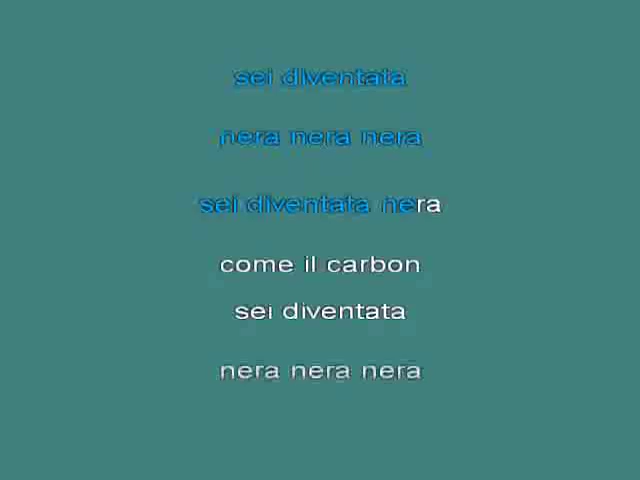 sei diventata
nera nera nera
sei diventata nera
come il carbon
sei diventata
nera nera nera